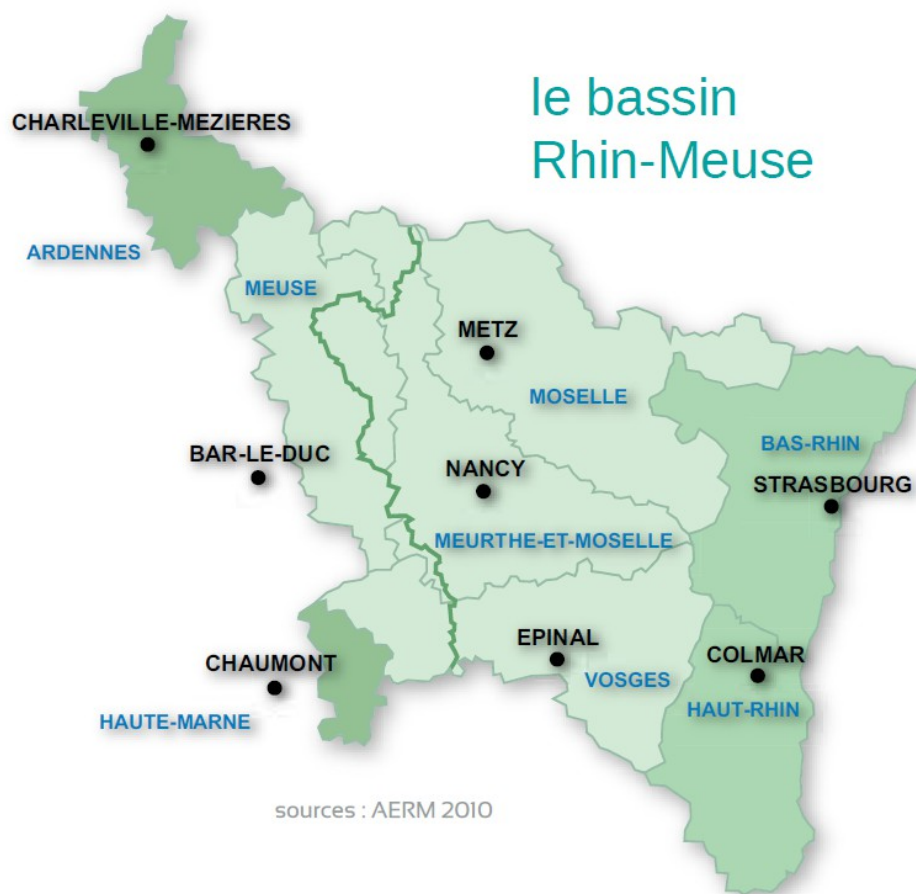 le bassin
Rhin-Meuse
CHARLEVILLE-MEZIERES
ARDENNES
MEUSE
METZ
MOSELLE
BAS-RHIN
BAR-LE-DUC
NANCY
STRASBOURG
MEURTHE-ET-MOSELLE
EPINAL
COLMAR
CHAUMONT
VOSGES
HAUT-RHIN
HAUTE-MARNE
sources : AERM 2010